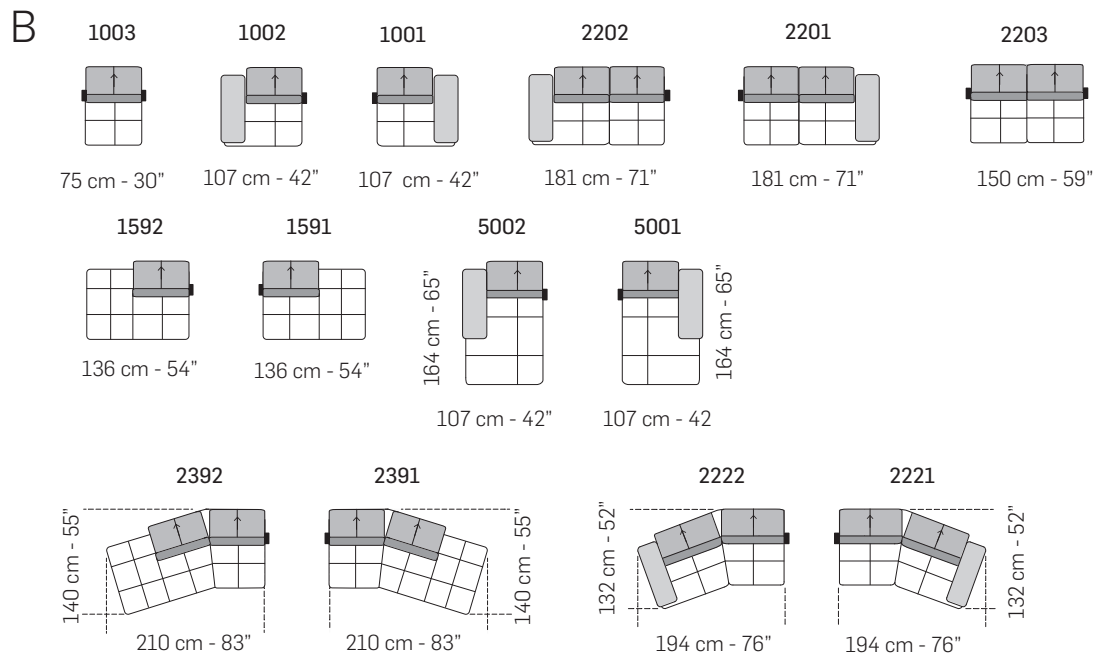 B
1003 1002 1001 2202 2201 2203
75 cm - 30” 107 cm - 42” 107 cm - 42” 181 cm - 71” 181 cm - 71” 150 cm - 59”
1592 1591 5002 5001
164 cm - 65” 164 cm - 65”
136 cm - 54” 136 cm - 54”
107 cm - 42” 107 cm - 42
2392 2391 2222 2221
140 cm - 55” 140 cm - 55” 132 cm - 52” 132 cm - 52”
210 cm - 83” 210 cm - 83” 194 cm - 76” 194 cm - 76”